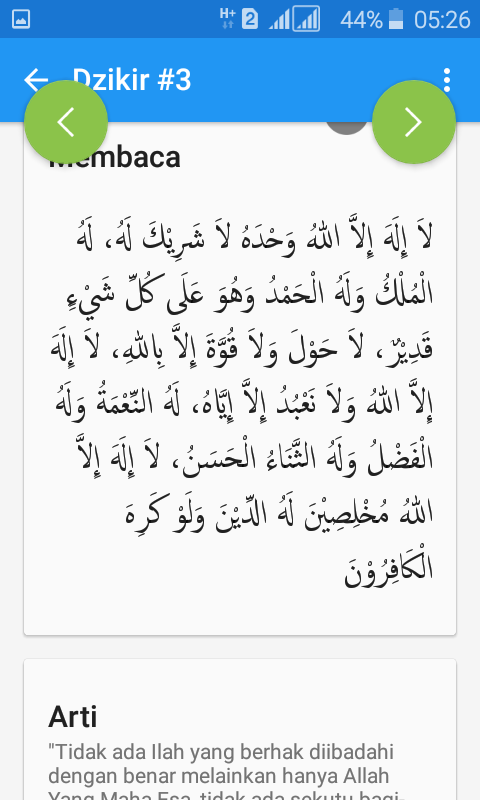 H+ 2 44% 05:26
Dzikir #3
Membaca
لاَ إِلَهَ إِلاَّ اللهُ وَحْدَهُ لاَ شَرِيْكَ لَهُ، لَهُ
الْمُلْكُ وَلَهُ الْحَمْدُ وَهُوَ عَلَى كُلِّ شَيْءٍ
قَدِيْرٌ، لاَ حَوْلَ وَلاَ قُوَّةَ إِلاَّ بِاللهِ، لاَ إِلَهَ
إِلاَّ اللهُ وَلاَ نَعْبُدُ إِلاَّ إِيَّاهُ، لَهُ النِّعْمَةُ وَلَهُ
الْفَضْلُ وَلَهُ الثَّنَاءُ الْحَسَنُ، لاَ إِلَهَ إِلاَّ
اللهُ مُخْلِصِيْنَ لَهُ الدِّيْنَ وَلَوْ كَرِهَ
الْكَافِرُوْنَ
Arti
"Tidak ada Ilah yang berhak diibadahi
dengan benar melainkan hanya Allah
Yang Maha Esa, tidak ada sekutu bagi-